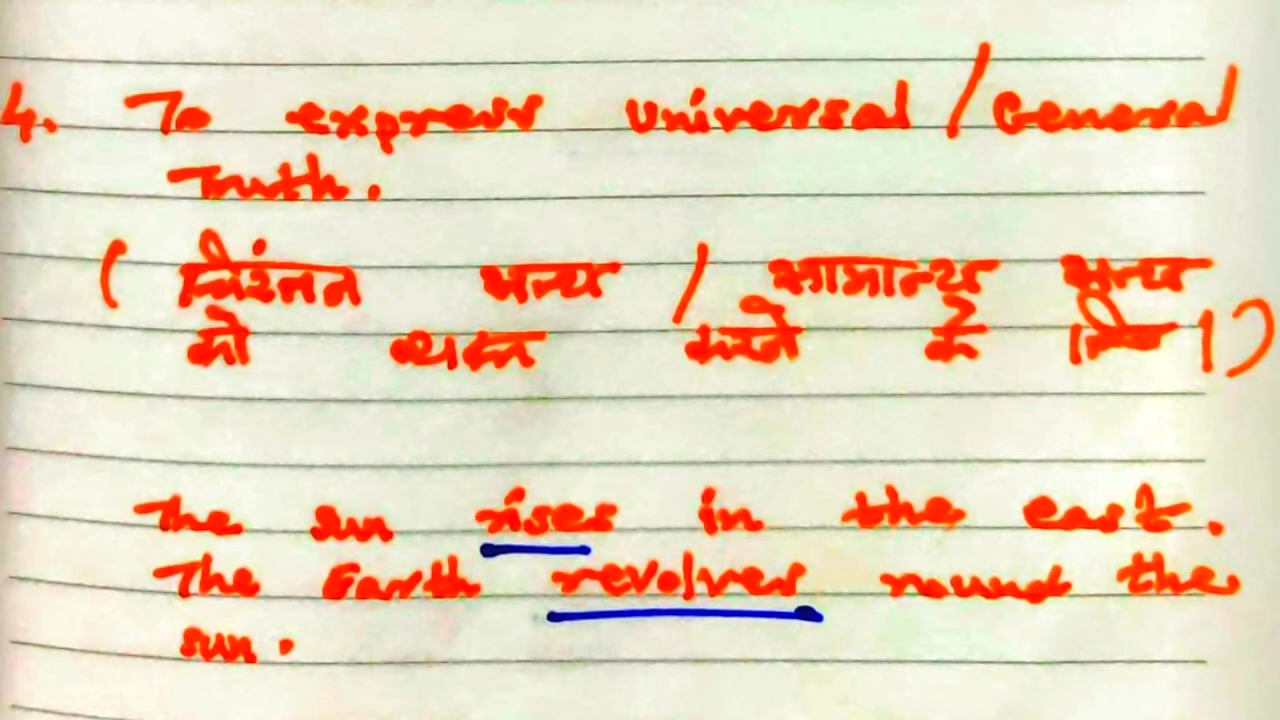 4. To express Universal / General
Truth.
( चिरंतन सत्य / सामान्य सत्य
को व्यक्त करने के लिए।)
The sun rises in the east.
The Earth revolves round the
sun.